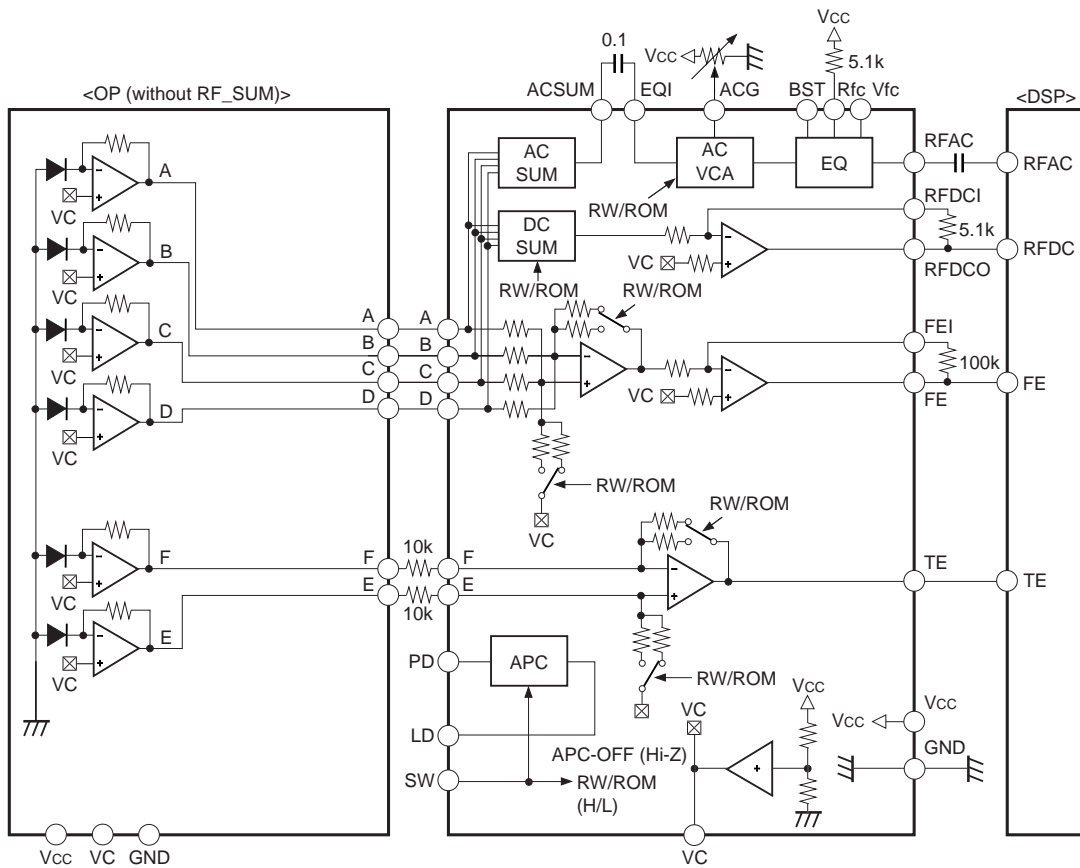 <OP (without RF_SUM)>
A
VC
B
VC
C
VC
D
VC
F
VC
E
VC
A
B
C
D
F
E
10k
10k
Vcc
VC
GND
0.1
Vcc
Vcc
5.1k
ACSUM
EQI
ACG
BST
Rfc
Vfc
AC
SUM
AC
VCA
EQ
RW/ROM
DC
SUM
RW/ROM
VC
RFAC
RFDCI
5.1k
RFDCO
A
B
C
D
RW/ROM
VC
FEI
100k
FE
RW/ROM
VC
F
E
RW/ROM
RW/ROM
TE
PD
APC
LD
SW
APC-OFF (Hi-Z)
RW/ROM
(H/L)
VC
Vcc
Vcc
Vcc
GND
VC
<DSP>
RFAC
RFDC
FE
TE